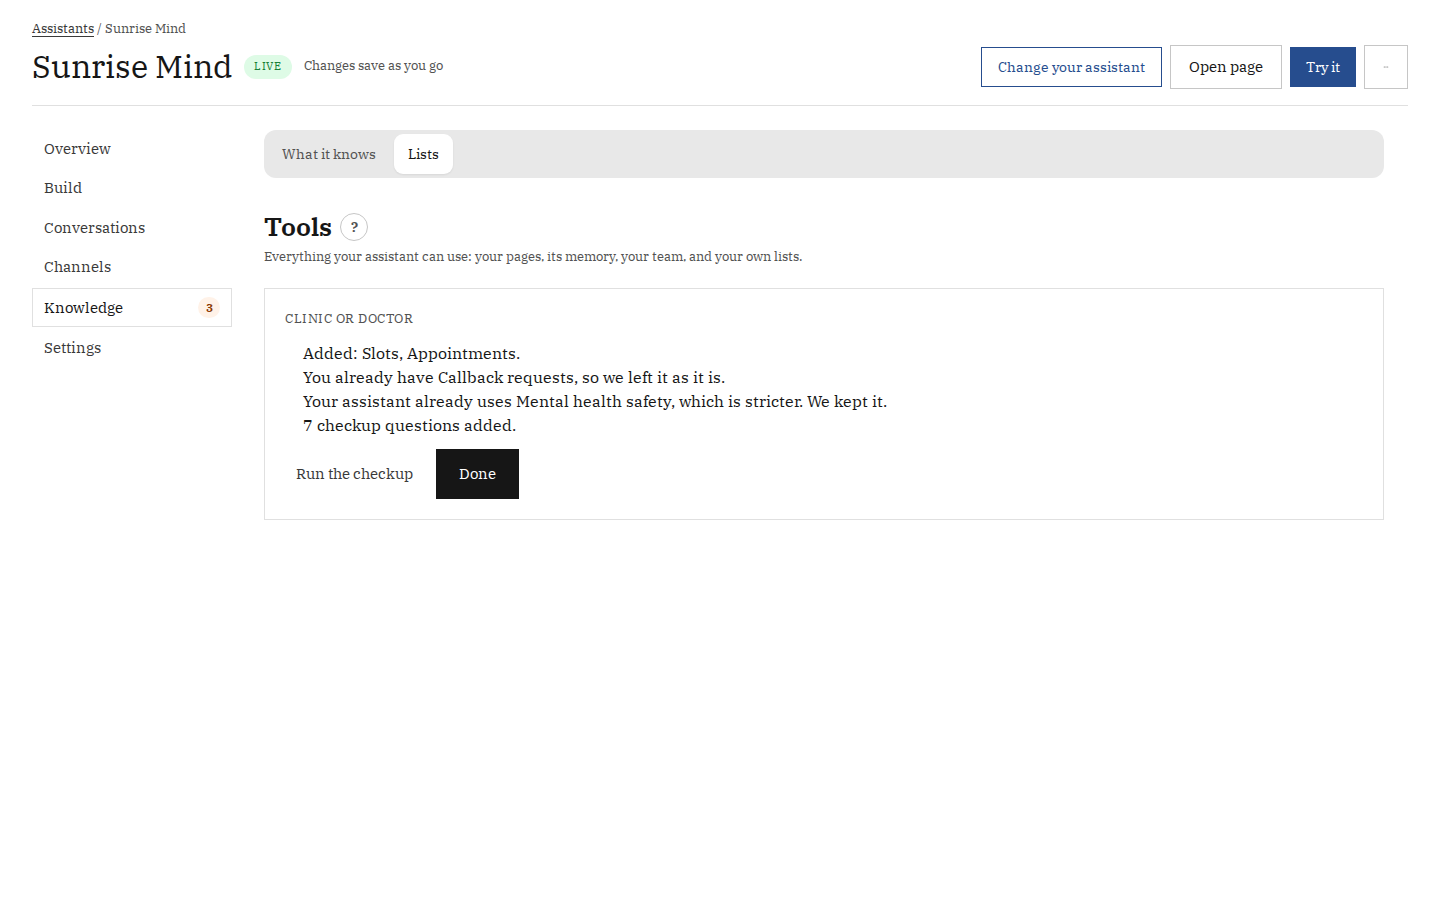 Assistants / Sunrise Mind
Sunrise Mind
LIVE
Changes save as you go
Change your assistant
Open page
Try it
Overview
Build
Conversations
Channels
Knowledge
3
Settings
What it knows
Lists
Tools
?
Everything your assistant can use: your pages, its memory, your team, and your own lists.
CLINIC OR DOCTOR
Added: Slots, Appointments.
You already have Callback requests, so we left it as it is.
Your assistant already uses Mental health safety, which is stricter. We kept it.
7 checkup questions added.
Run the checkup
Done